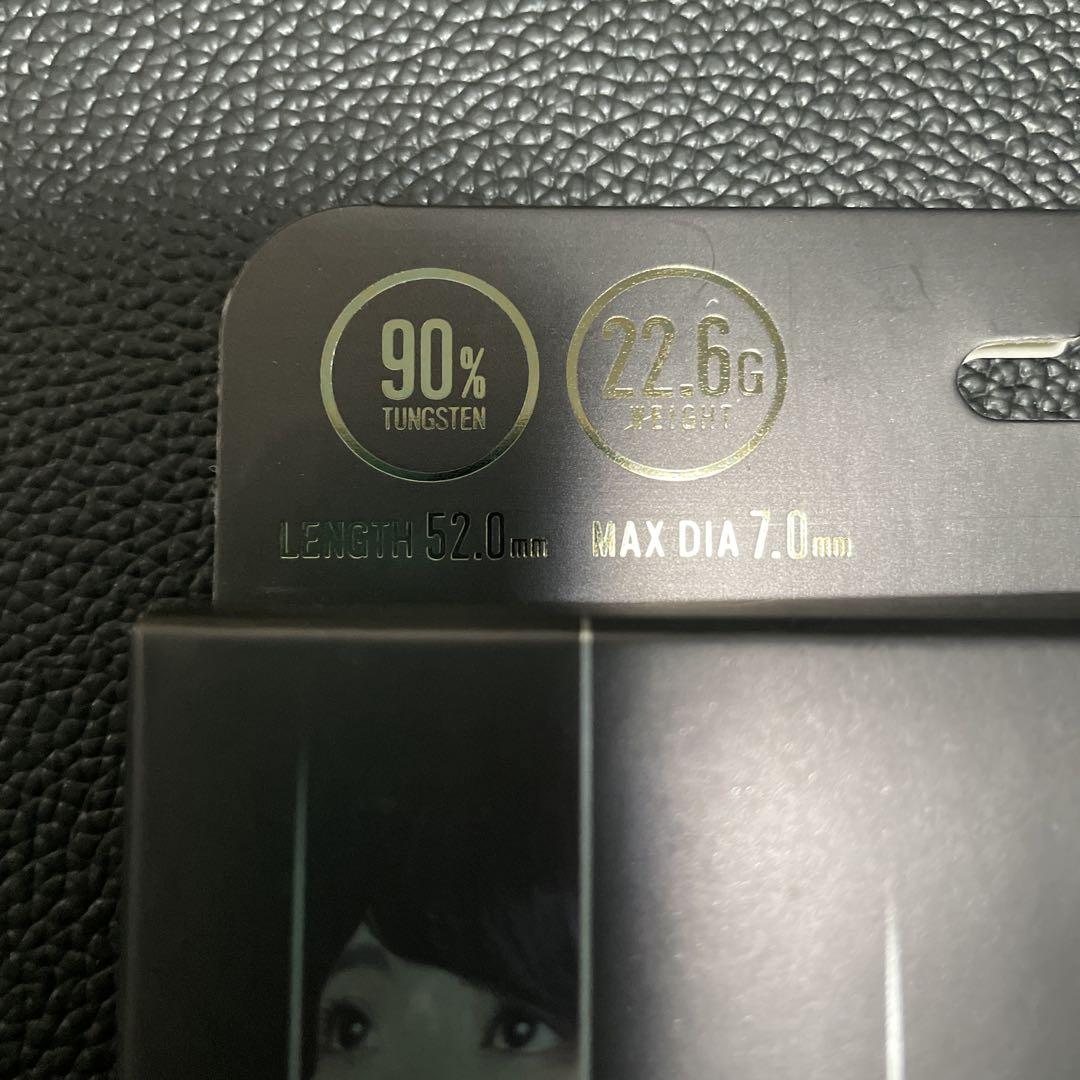 90%
TUNGSTEN
22.6G
WEIGHT
LENGTH 52.0mm
MAX DIA 7.0mm